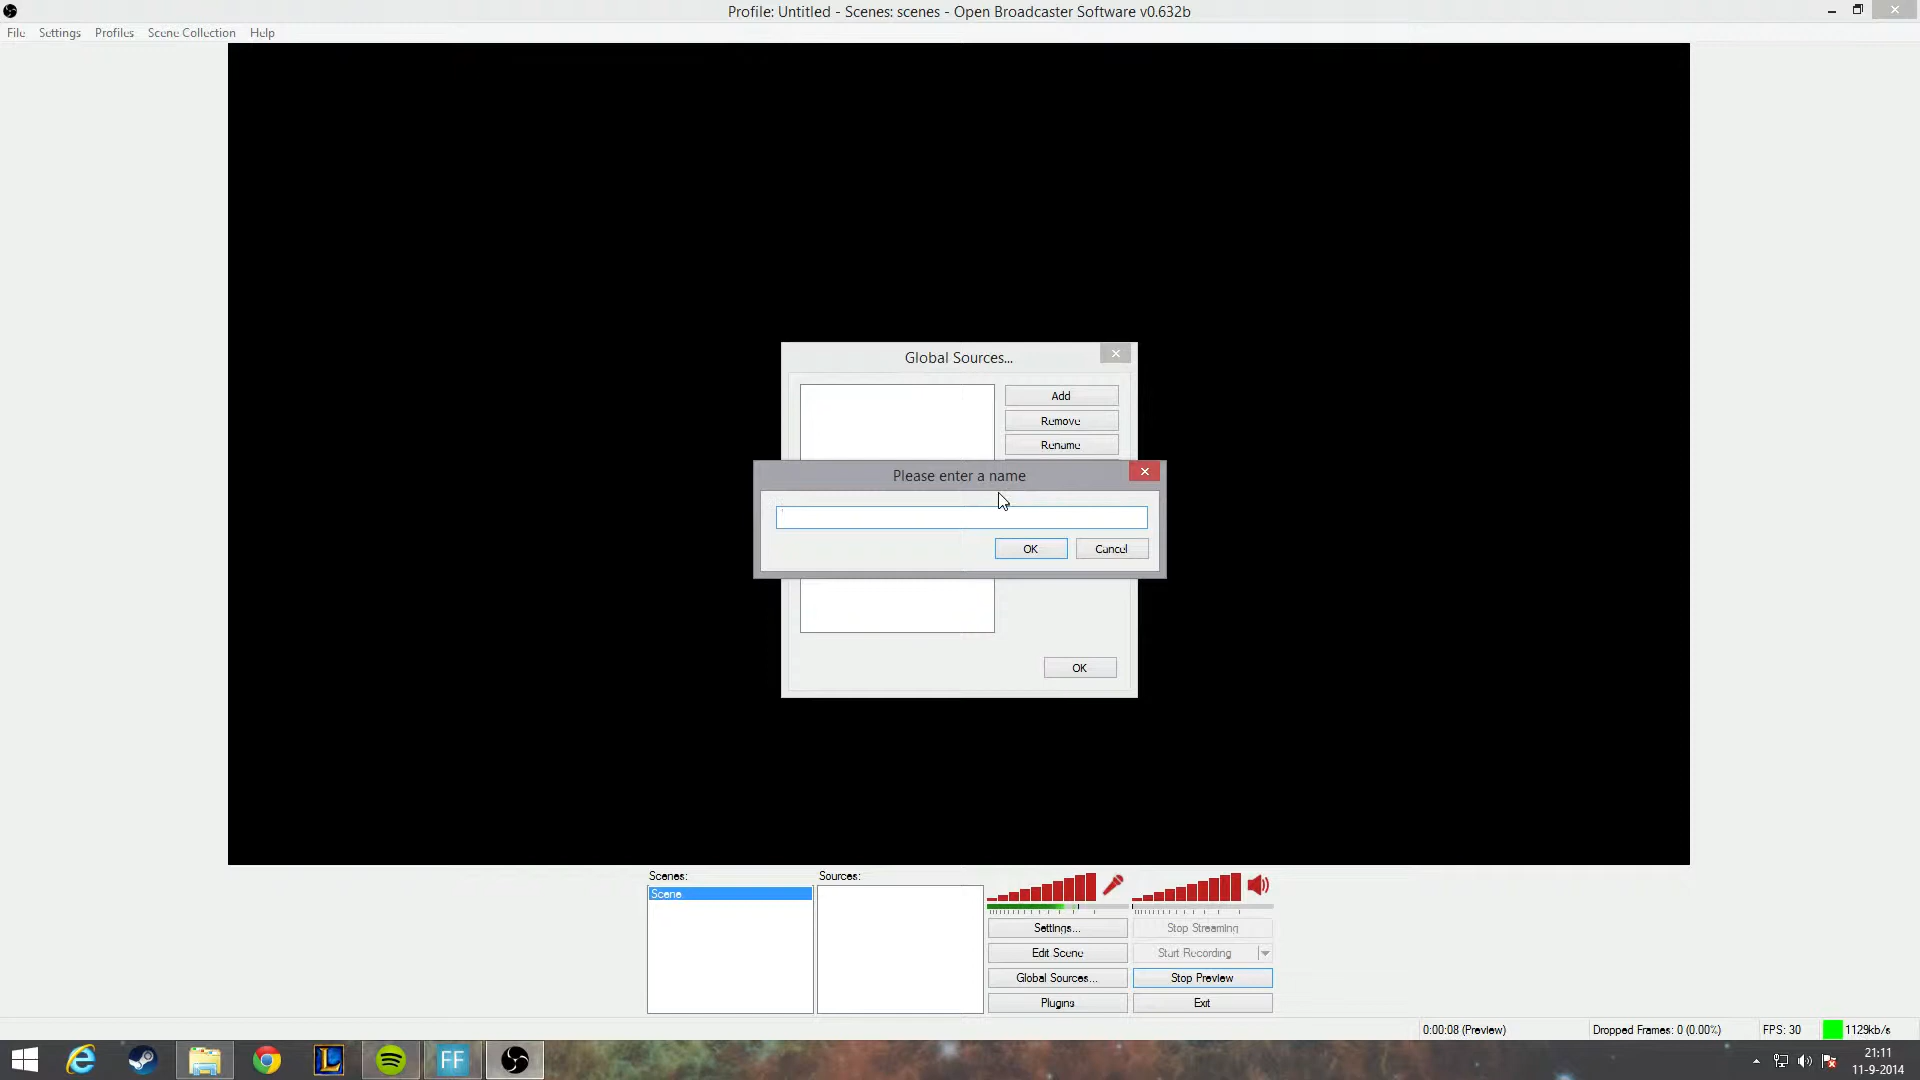 Profile: Untitled - Scenes: scenes - Open Broadcaster Software v0.632b
File Settings Profiles Scene Collection Help
Global Sources...
Add
Remove
Rename
Please enter a name
OK Cancel
OK
Scenes: Sources:
Scene
Settings... Stop Streaming
Edit Scene Start Recording
Global Sources... Stop Preview
Plugins Exit
0:00:08 (Preview) Dropped Frames: 0 (0.00%) FPS: 30 1129kb/s
L FF
21:11
11-9-2014